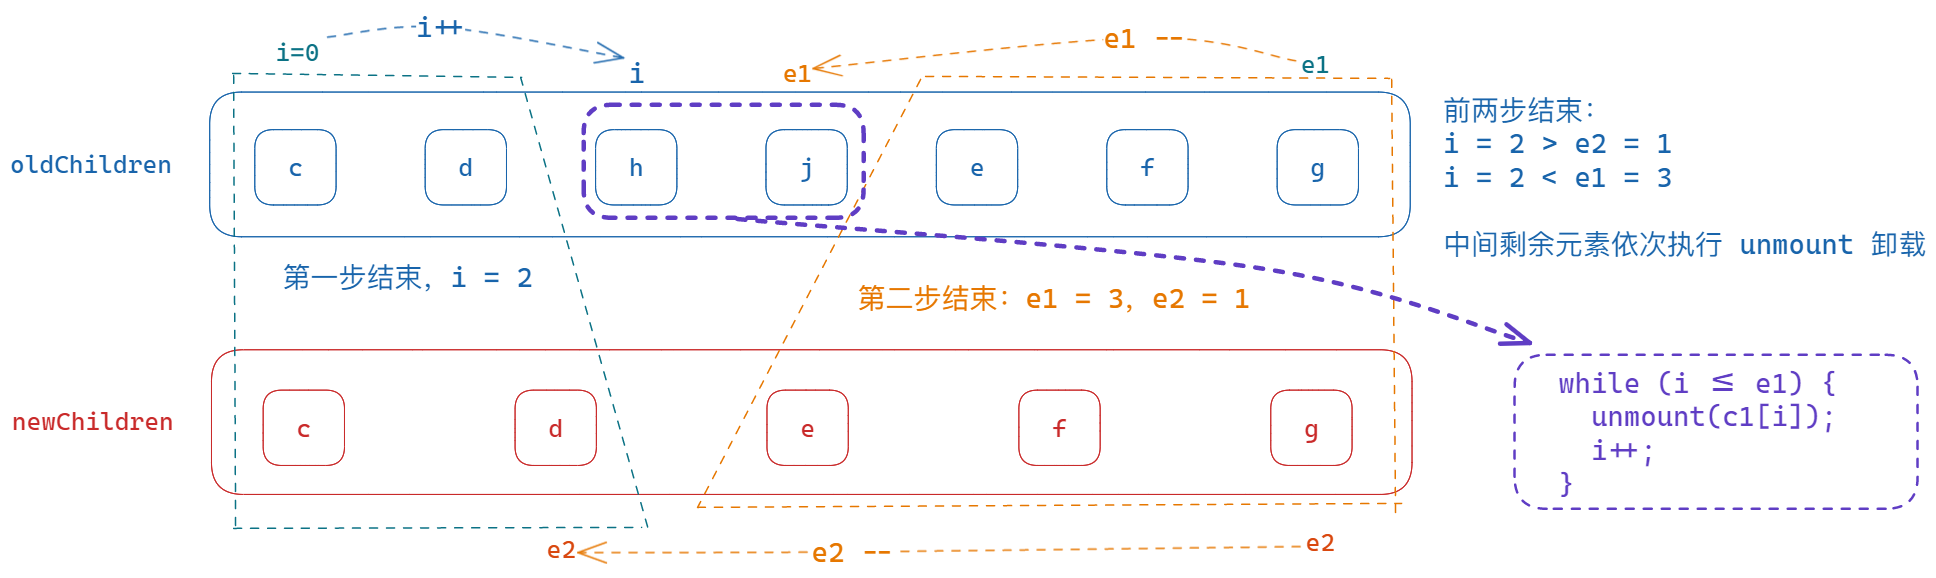 i++
e1 --
i=0
e1
i
e1
前两步结束：
i = 2 > e2 = 1
i = 2 < e1 = 3
oldChildren
c d h j e f g
中间剩余元素依次执行 unmount 卸载
第一步结束，i = 2
第二步结束：e1 = 3，e2 = 1
while (i ≤ e1) {
unmount(c1[i]);
i++;
}
newChildren
c d e f g
e2
e2 --
e2